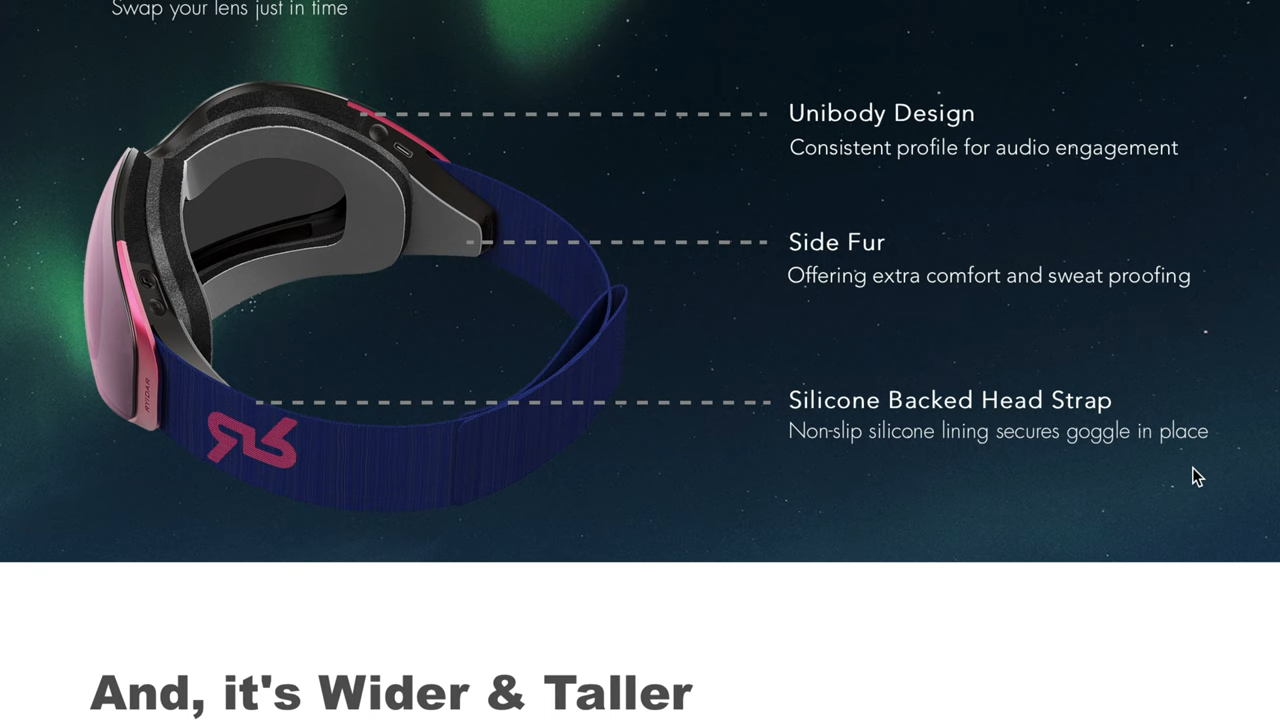 Swap your lens just in time
Unibody Design
Consistent profile for audio engagement
Side Fur
Offering extra comfort and sweat proofing
Silicone Backed Head Strap
Non-slip silicone lining secures goggle in place
And, it's Wider & Taller